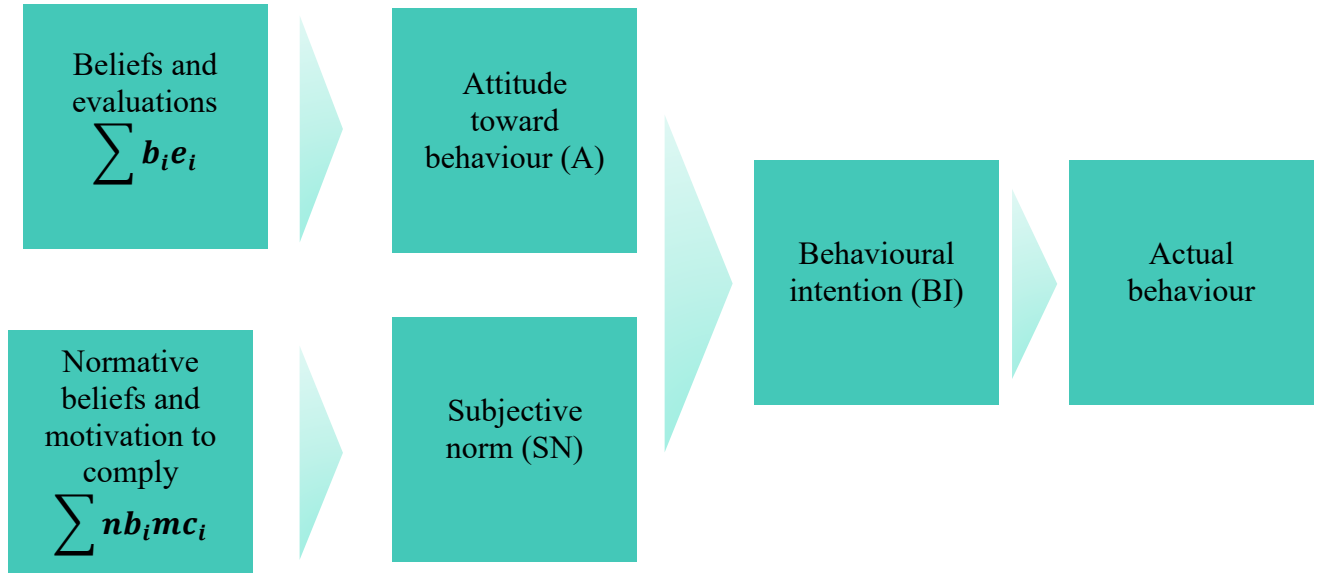 Beliefs and
evaluations
∑ bᵢeᵢ
Attitude
toward
behaviour (A)
Normative
beliefs and
motivation to
comply
∑ nbᵢmcᵢ
Subjective
norm (SN)
Behavioural
intention (BI)
Actual
behaviour